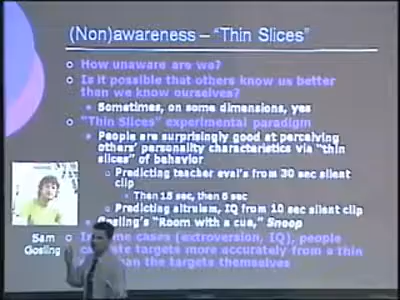 (Non)awareness – "Thin Slices"
How unaware are we?
Is it possible that others know us better
than we know ourselves?
Sometimes, on some dimensions, yes
"Thin Slices" experimental paradigm
People are surprisingly good at perceiving
others' personality characteristics via "thin
slices" of behavior
Predicting teacher eval's from 30 sec silent
clip
Then 15 sec, then 6 sec
Predicting altruism, IQ from 10 sec silent clip
Gosling's "Room with a cue," Snoop
Sam
Gosling
In some cases (extroversion, IQ), people
targets more accurately from a thin
than the targets themselves